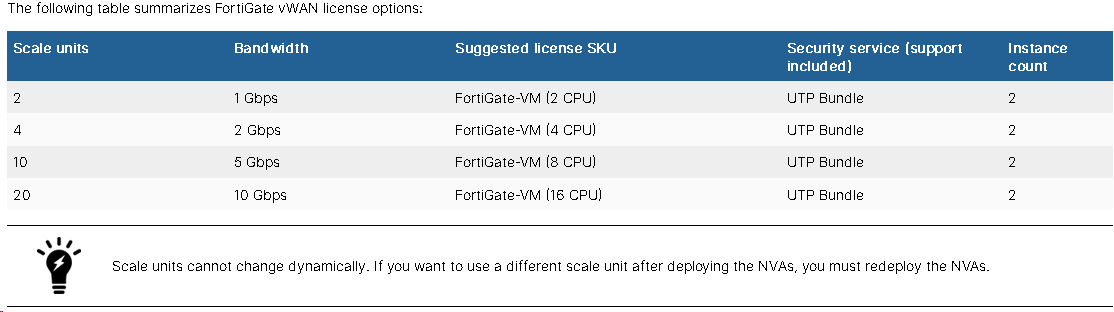 The following table summarizes FortiGate vWAN license options:
Scale units Bandwidth Suggested license SKU Security service (support included) Instance count
2 1 Gbps FortiGate-VM (2 CPU) UTP Bundle 2
4 2 Gbps FortiGate-VM (4 CPU) UTP Bundle 2
10 5 Gbps FortiGate-VM (8 CPU) UTP Bundle 2
20 10 Gbps FortiGate-VM (16 CPU) UTP Bundle 2
Scale units cannot change dynamically. If you want to use a different scale unit after deploying the NVAs, you must redeploy the NVAs.